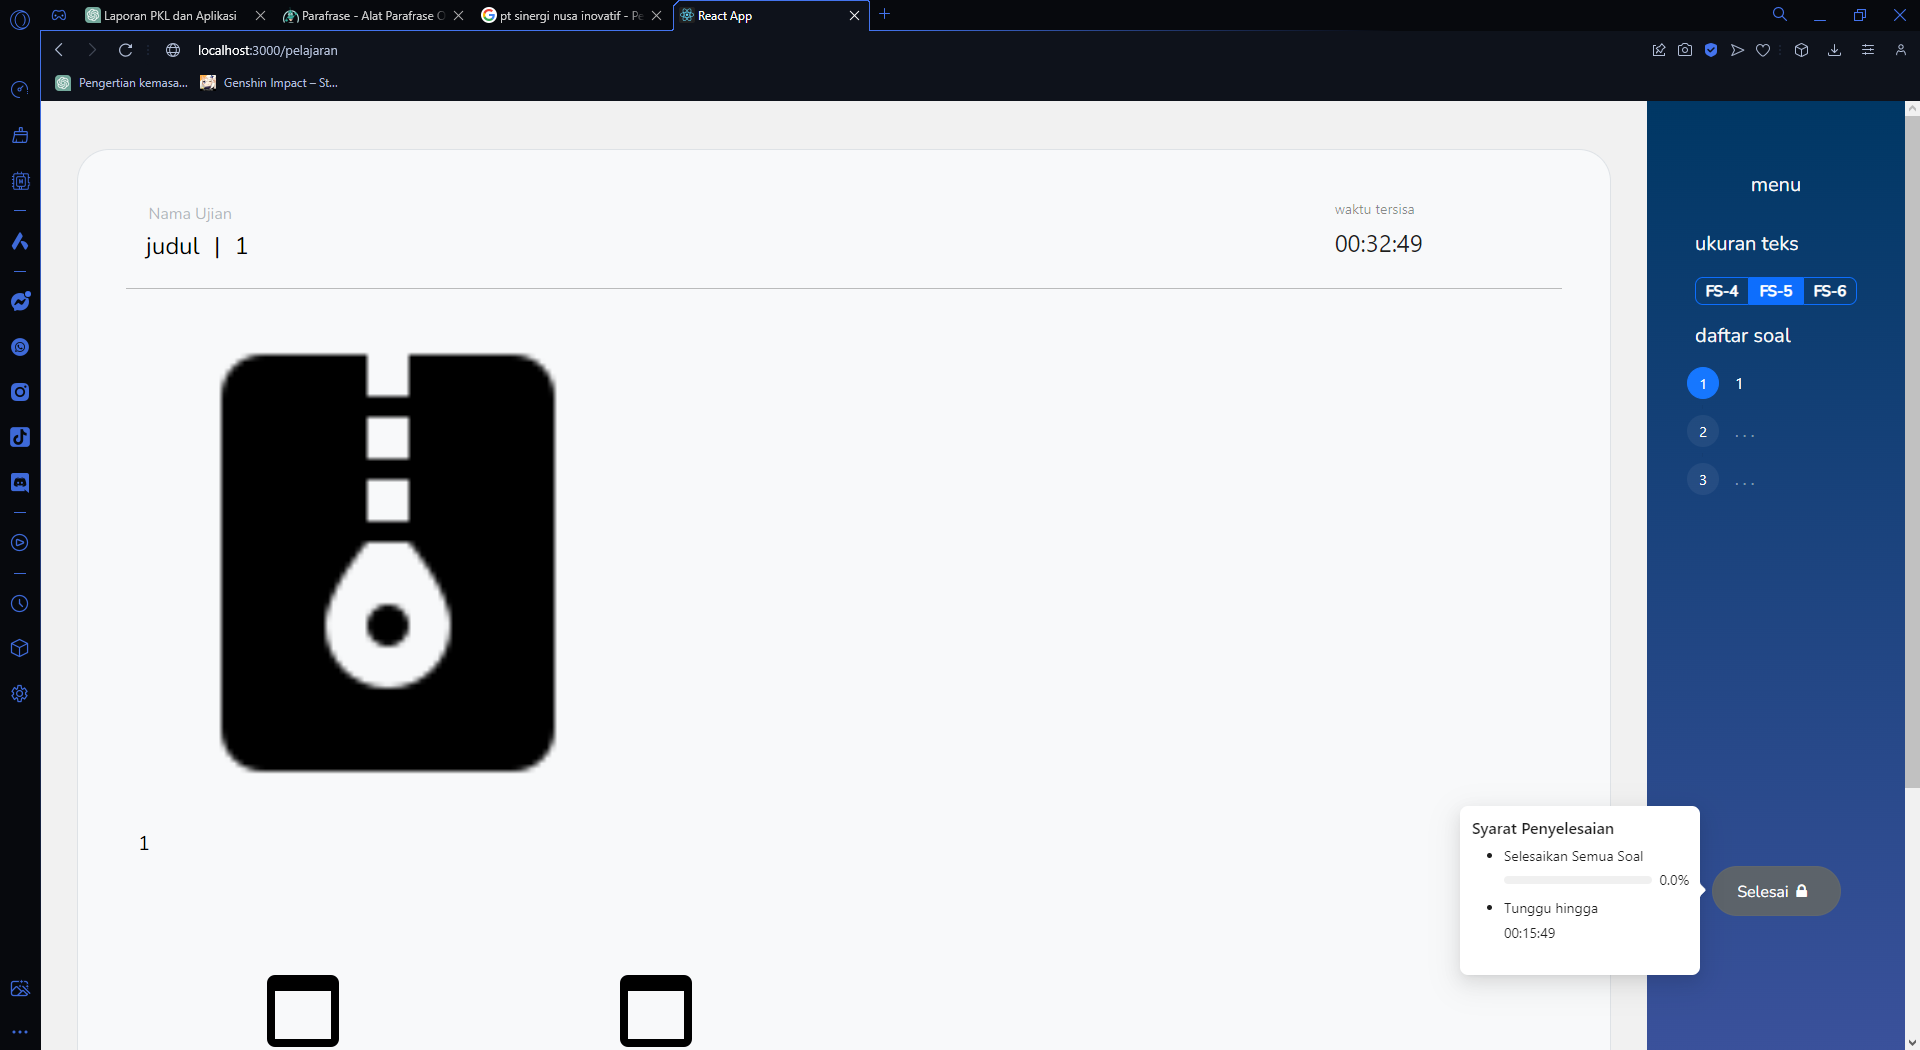 Laporan PKL dan Aplikasi
Parafrase - Alat Parafrase
pt sinergi nusa inovatif - Pe
React App
localhost:3000/pelajaran
Pengertian kemasa...
Genshin Impact – St...
Nama Ujian
judul | 1
waktu tersisa
00:32:49
1
menu
ukuran teks
FS-4 FS-5 FS-6
daftar soal
1 1
2 ...
3 ...
Syarat Penyelesaian
Selesaikan Semua Soal
0.0%
Tunggu hingga
00:15:49
Selesai